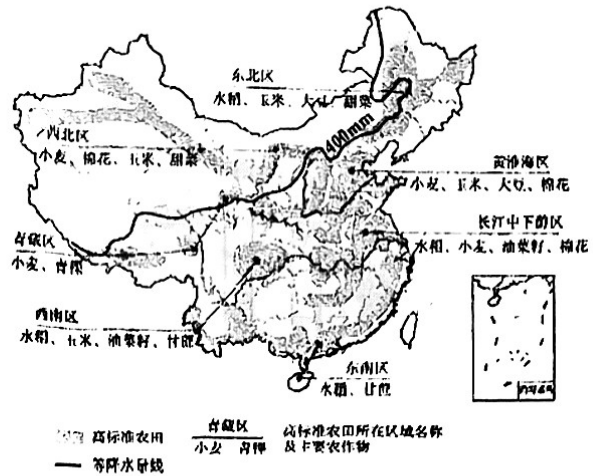 东北区
水稻、玉米、大豆、甜菜
400mm
西北区
小麦、棉花、玉米、甜菜
黄淮海区
小麦、玉米、大豆、棉花
长江中下游区
水稻、小麦、油菜籽、棉花
青藏区
小麦、青稞
西南区
水稻、玉米、油菜籽、甘蔗
东南区
水稻、甘蔗
高标准农田
青藏区
小麦 青稞
高标准农田所在区域名称
及主要农作物
等降水量线